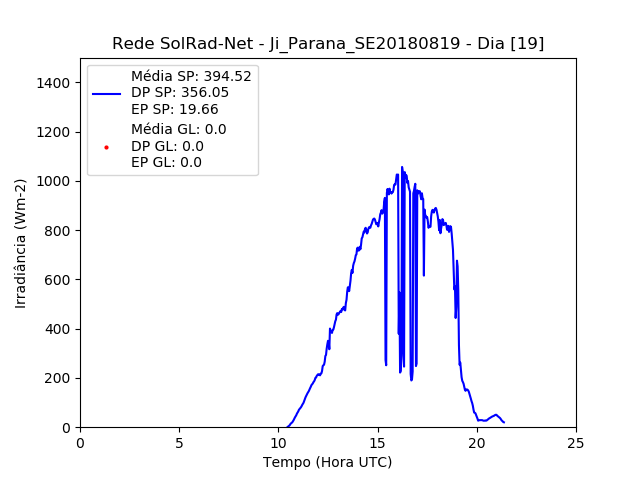 Rede SolRad-Net - Ji_Parana_SE20180819 - Dia [19]
Média SP: 394.52
DP SP: 356.05
EP SP: 19.66
Média GL: 0.0
DP GL: 0.0
EP GL: 0.0
Irradiância (Wm-2)
1400
1200
1000
800
600
400
200
0
0 5 10 15 20 25
Tempo (Hora UTC)